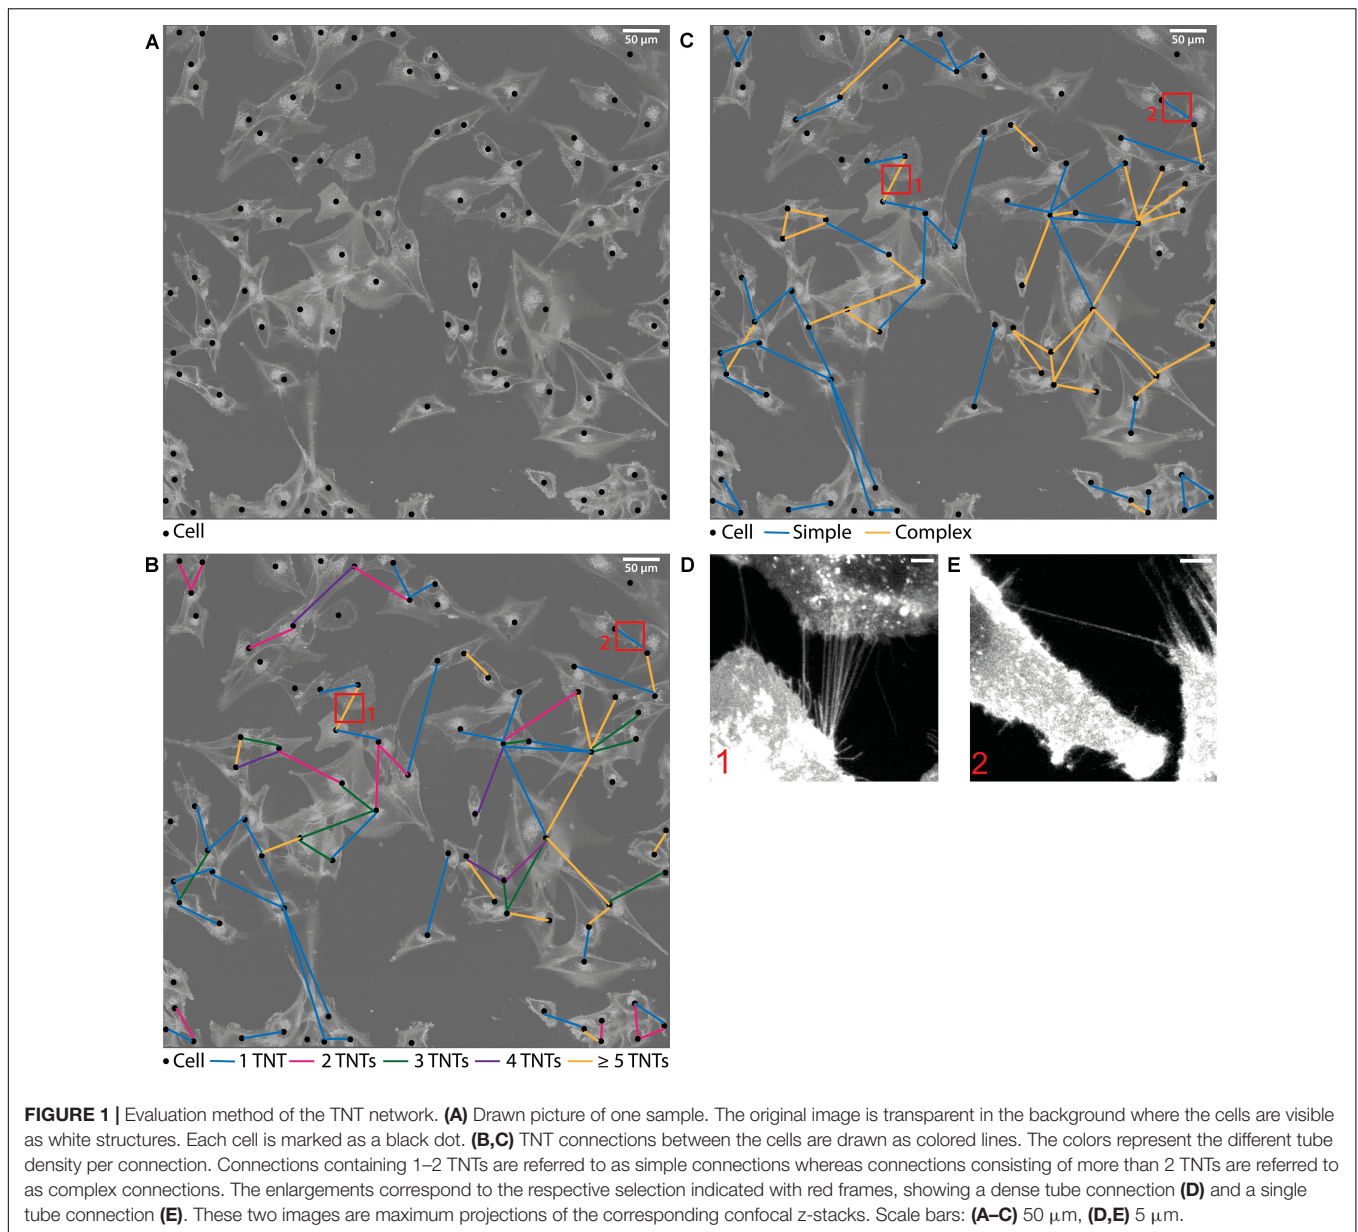 A
50 µm
• Cell
C
50 µm
2
1
• Cell — Simple — Complex
B
50 µm
2
1
• Cell — 1 TNT — 2 TNTs — 3 TNTs — 4 TNTs — ≥ 5 TNTs
D
1
E
2
FIGURE 1 | Evaluation method of the TNT network. (A) Drawn picture of one sample. The original image is transparent in the background where the cells are visible
as white structures. Each cell is marked as a black dot. (B,C) TNT connections between the cells are drawn as colored lines. The colors represent the different tube
density per connection. Connections containing 1–2 TNTs are referred to as simple connections whereas connections consisting of more than 2 TNTs are referred to
as complex connections. The enlargements correspond to the respective selection indicated with red frames, showing a dense tube connection (D) and a single
tube connection (E). These two images are maximum projections of the corresponding confocal z-stacks. Scale bars: (A–C) 50 µm, (D,E) 5 µm.